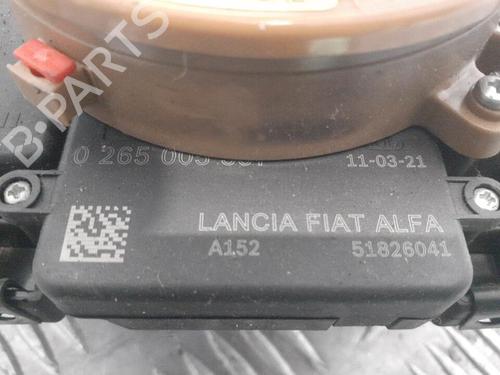 B-PARTS
0 265 005
11-03-21
LANCIA FIAT ALFA
A152 51826041